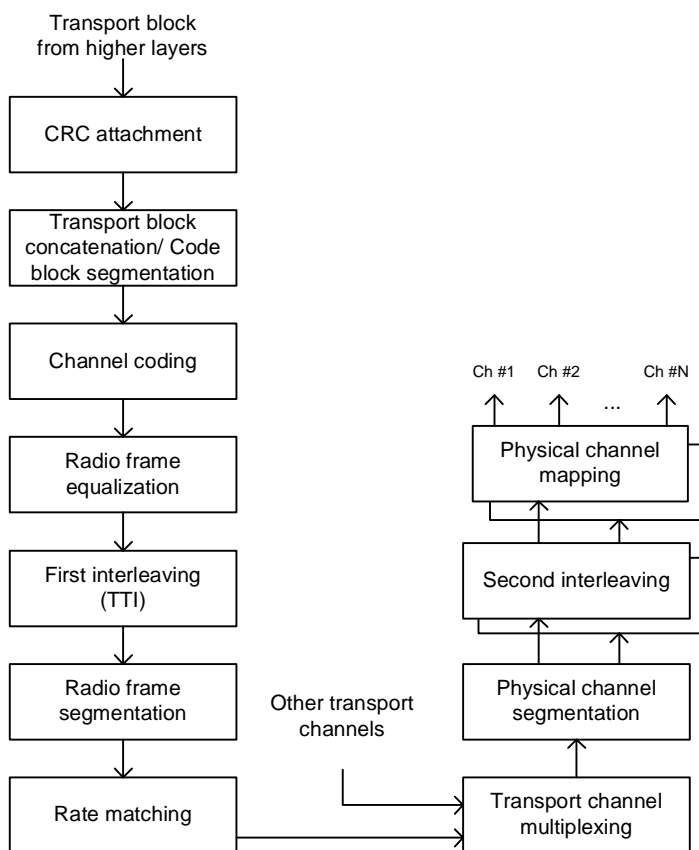 Transport block
from higher layers
CRC attachment
Transport block
concatenation/ Code
block segmentation
Channel coding
Radio frame
equalization
First interleaving
(TTI)
Radio frame
segmentation
Rate matching
Other transport
channels
Ch #1 Ch #2 ... Ch #N
Physical channel
mapping
Second interleaving
Physical channel
segmentation
Transport channel
multiplexing